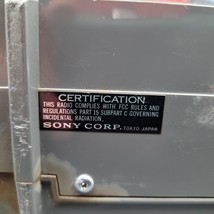 CERTIFICATION
THIS RADIO COMPLIES WITH FCC RULES AND
REGULATIONS PART 15 SUBPART C GOVERNING
INCIDENTAL RADIATION.
SONY CORP. TOKYO JAPAN